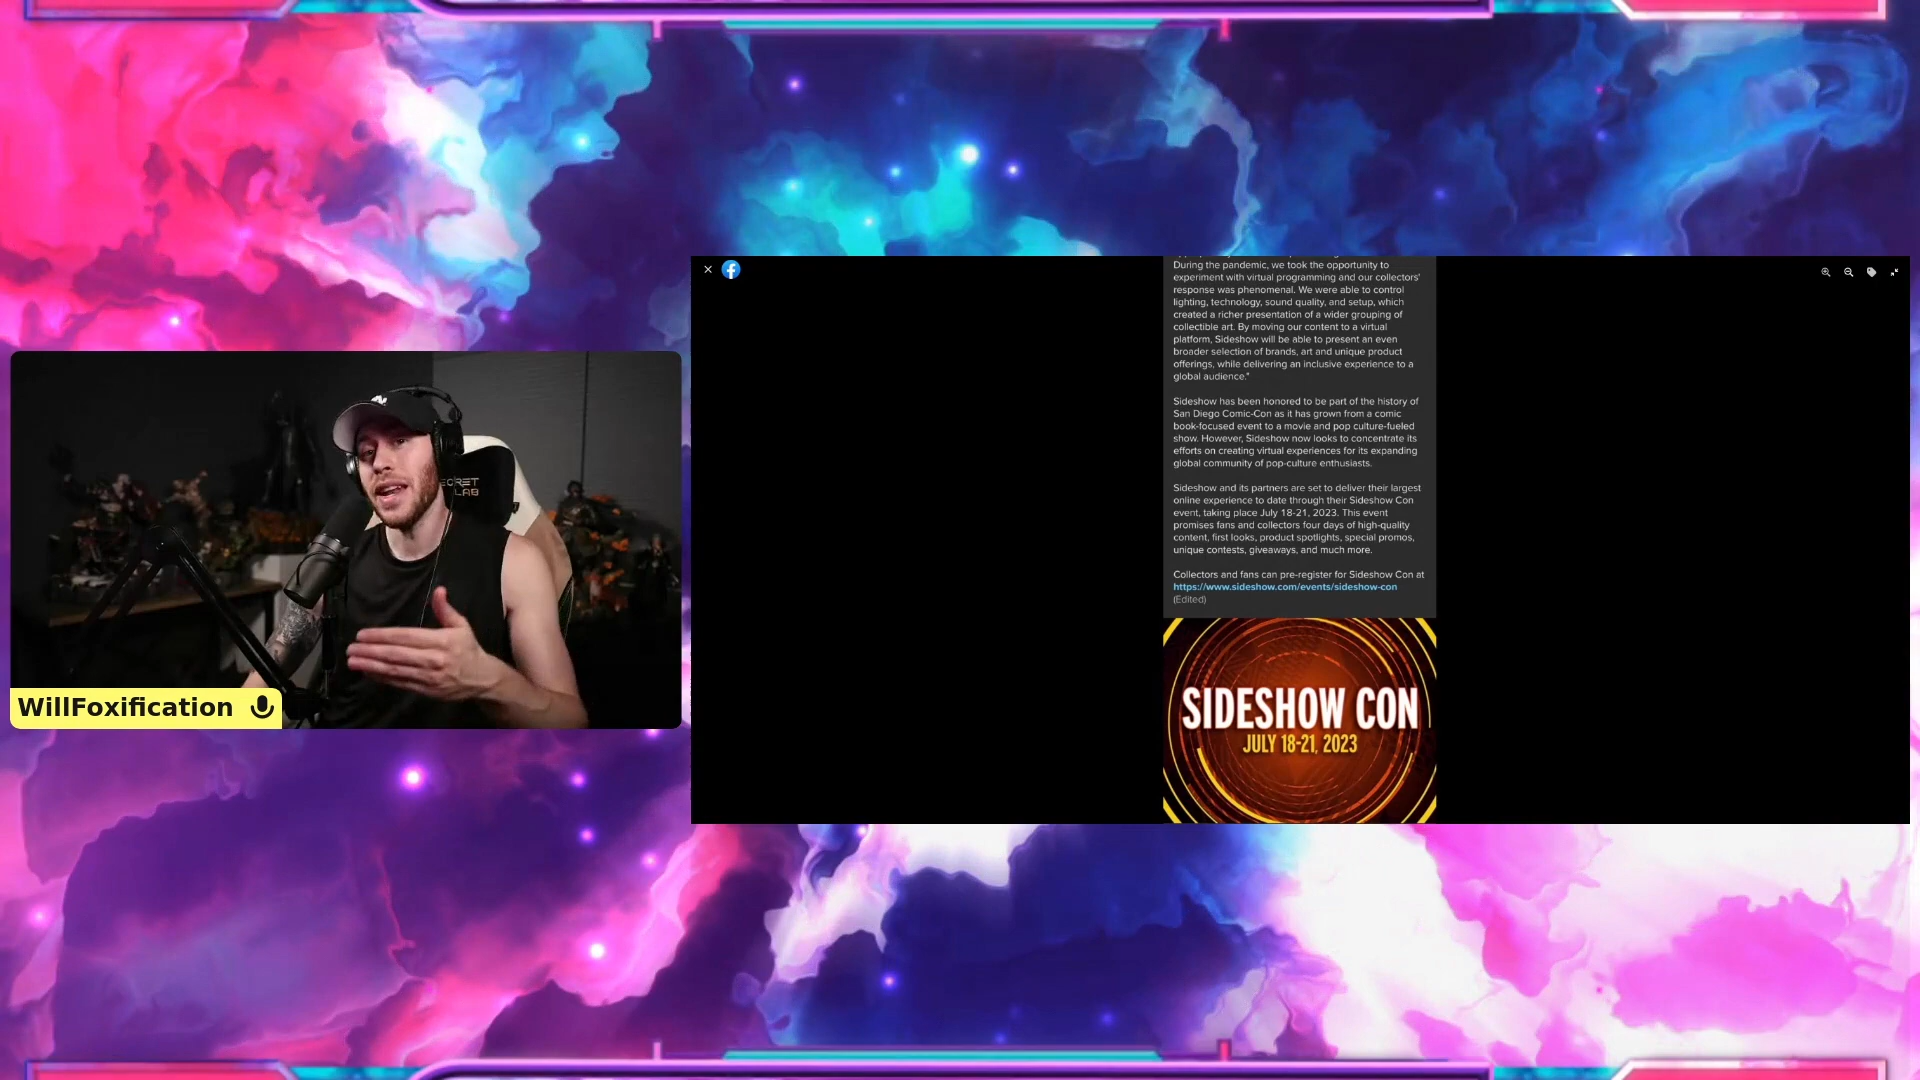 During the pandemic, we took the opportunity to
experiment with virtual programming and our collectors'
response was phenomenal. We were able to control
lighting, technology, sound quality, and setup, which
created a richer presentation of a wider grouping of
collectible art. By moving our content to a virtual
platform, Sideshow will be able to present an even
broader selection of brands, art and unique product
offerings, while delivering an inclusive experience to a
global audience."
Sideshow has been honored to be part of the history of
San Diego Comic-Con as it has grown from a comic
book-focused event to a movie and pop culture-fueled
show. However, Sideshow now looks to concentrate its
efforts on creating virtual experiences for its expanding
global community of pop-culture enthusiasts.
Sideshow and its partners are set to deliver their largest
online experience to date through their Sideshow Con
event, taking place July 18-21, 2023. This event
promises fans and collectors four days of high-quality
content, first looks, product spotlights, special promos,
unique contests, giveaways, and much more.
Collectors and fans can pre-register for Sideshow Con at
https://www.sideshow.com/events/sideshow-con
(Edited)
SIDESHOW CON
JULY 18-21, 2023
WillFoxification